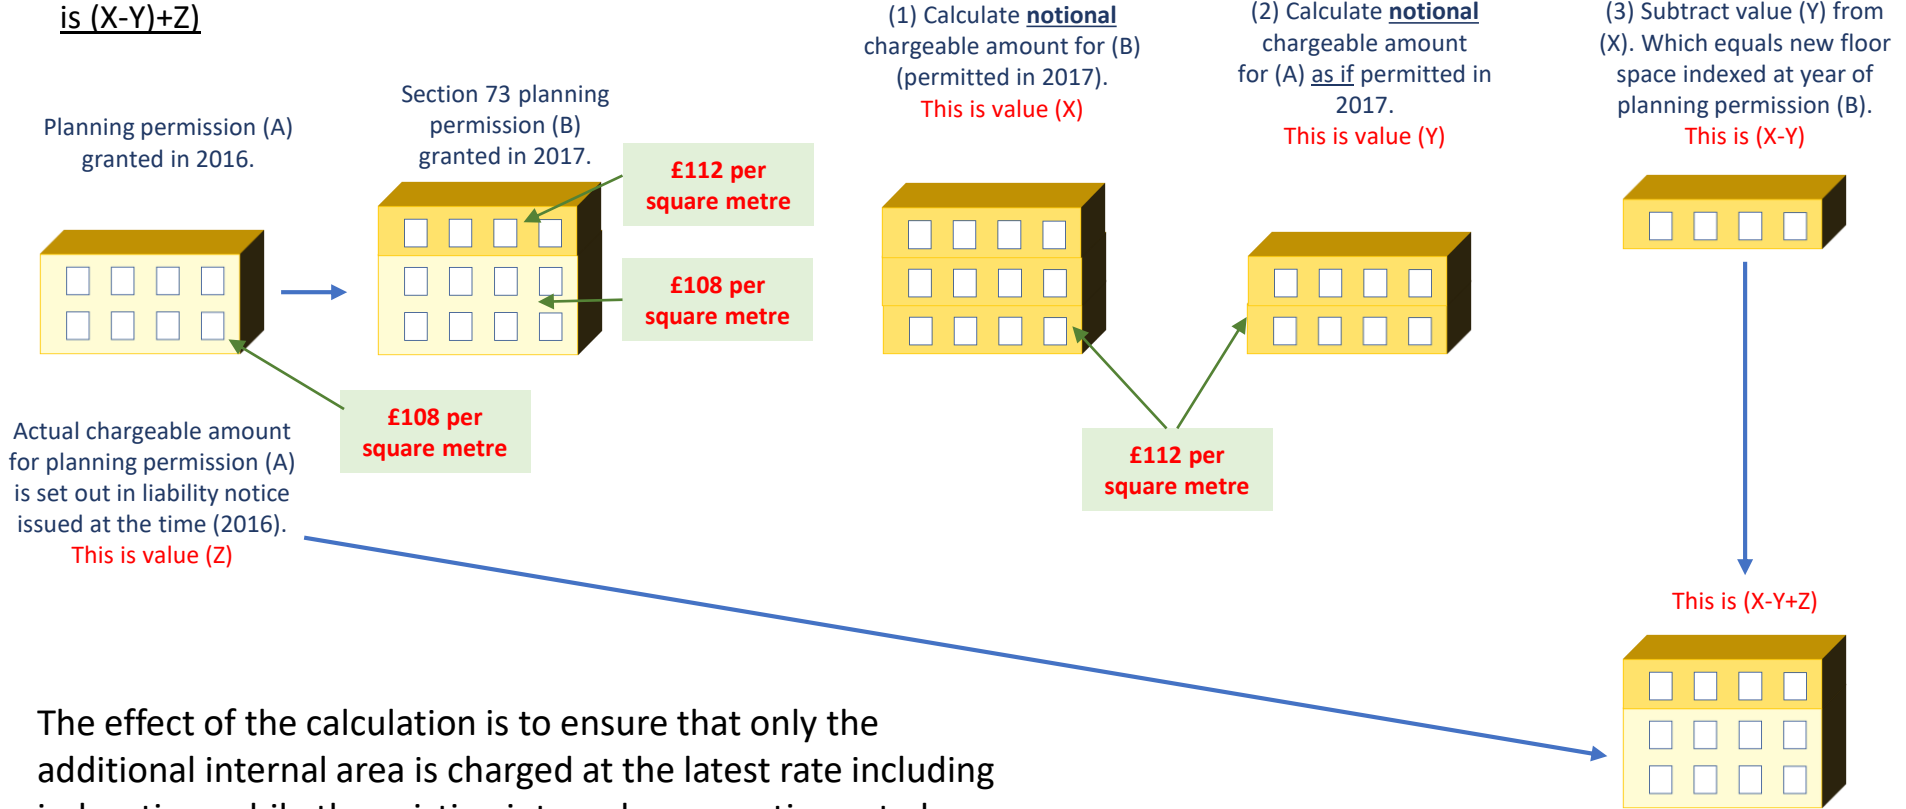 is (X-Y)+Z)
Planning permission (A)
granted in 2016.
Section 73 planning
permission (B)
granted in 2017.
£112 per
square metre
£108 per
square metre
£108 per
square metre
Actual chargeable amount
for planning permission (A)
is set out in liability notice
issued at the time (2016).
This is value (Z)
(1) Calculate notional
chargeable amount for (B)
(permitted in 2017).
This is value (X)
(2) Calculate notional
chargeable amount
for (A) as if permitted in
2017.
This is value (Y)
£112 per
square metre
(3) Subtract value (Y) from
(X). Which equals new floor
space indexed at year of
planning permission (B).
This is (X-Y)
This is (X-Y+Z)
The effect of the calculation is to ensure that only the
additional internal area is charged at the latest rate including